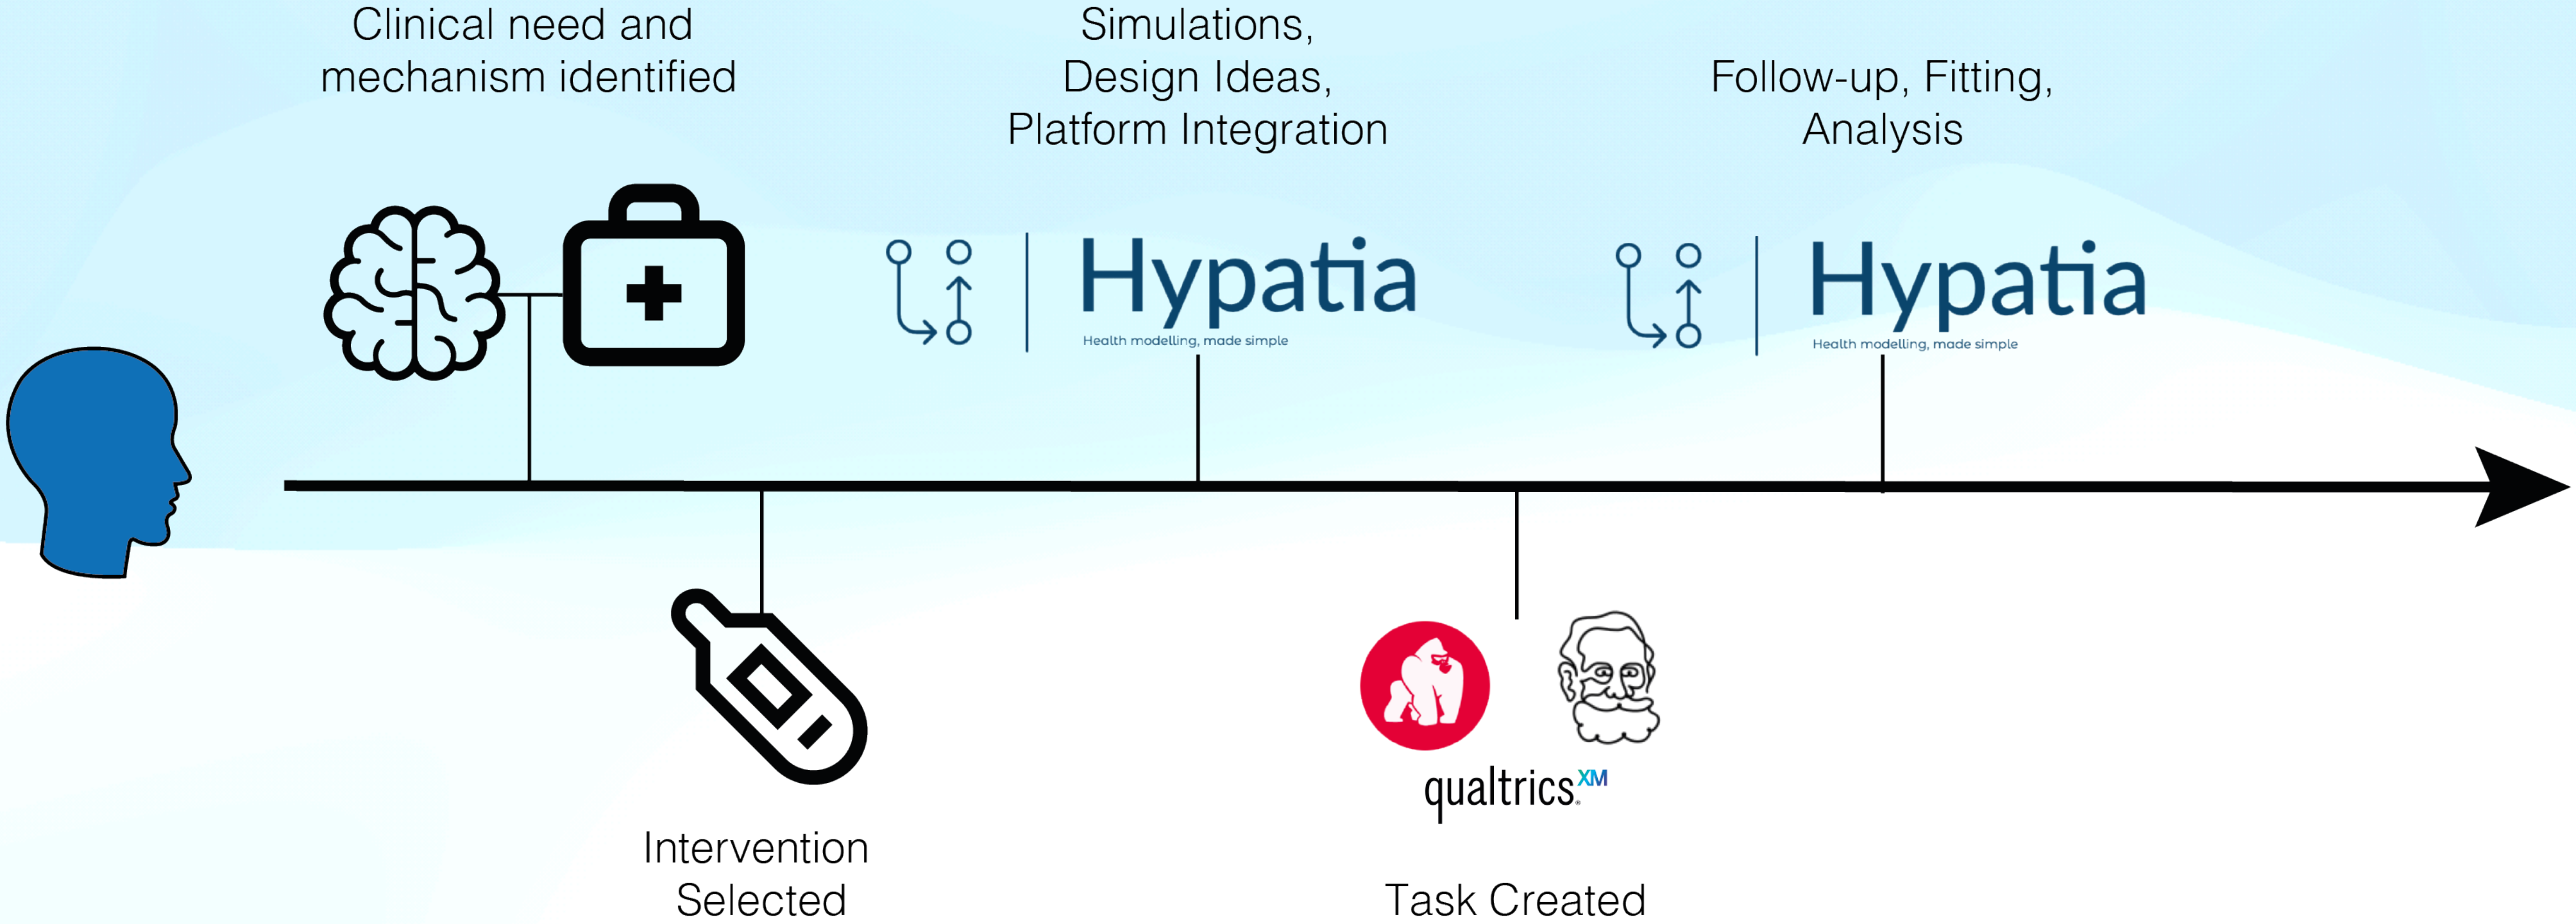 Clinical need and
mechanism identified
Simulations,
Design Ideas,
Platform Integration
Follow-up, Fitting,
Analysis
Hypatia
Health modelling, made simple
Hypatia
Health modelling, made simple
qualtrics.XM
Intervention
Selected
Task Created